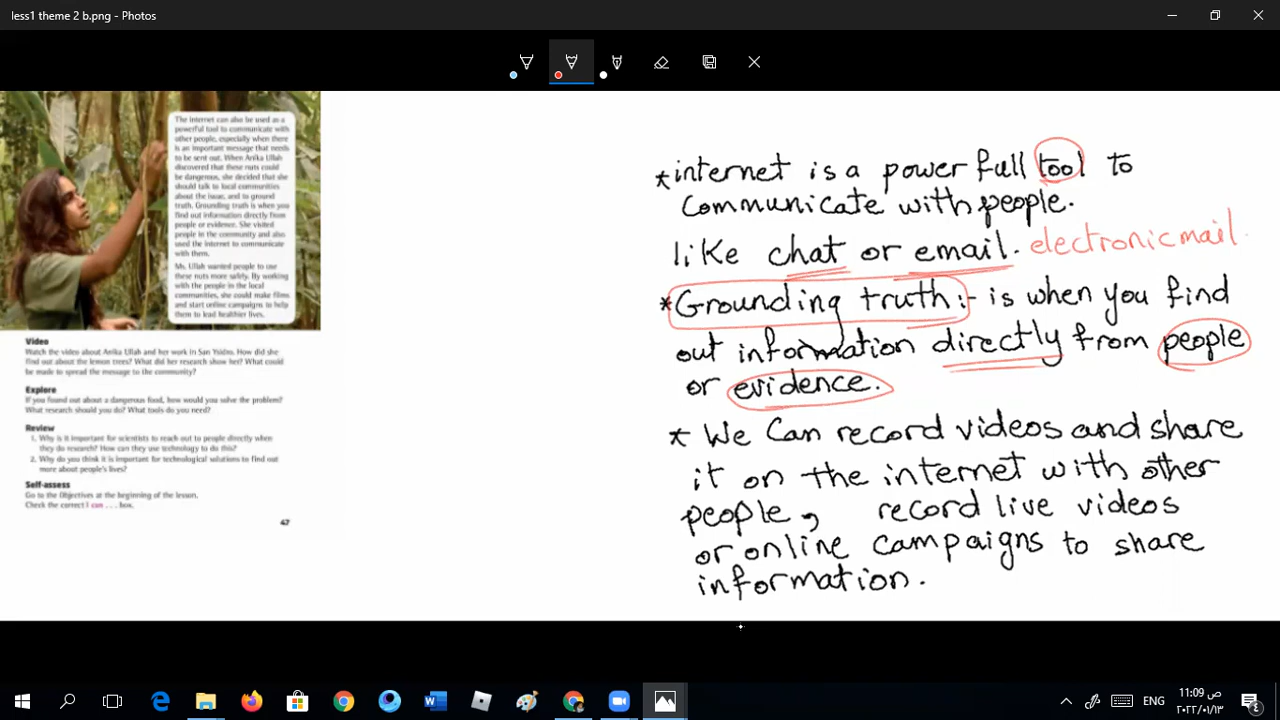 less1 theme 2 b.png - Photos
The internet can also be used as a
powerful tool to communicate with
other people, especially when there
is an important message that needs
to be sent out. When Anika Ullah
discovered that these nuts could
be dangerous, she decided that she
should talk to local communities
about the issue, and to ground
truth. Grounding truth is when you
find out information directly from
people or evidence. She visited
people in the community and also
used the internet to communicate
with them.
Ms. Ullah wanted people to use
these nuts more safely. By working
with the people in the local
communities, she could make films
and start online campaigns to help
them to lead healthier lives.
Video
Watch the video about Anika Ullah and her work in San Ysidro. How did she
find out about the lemon trees? What did her research show her? What could
be made to spread the message to the community?
Explore
If you found out about a dangerous food, how would you solve the problem?
What research should you do? What tools do you need?
Review
1. Why is it important for scientists to reach out to people directly when
they do research? How can they use technology to do this?
2. Why do you think it is important for technological solutions to find out
more about people's lives?
Self-assess
Go to the Objectives at the beginning of the lesson.
Check the correct I can . . . box.
47
*internet is a power full tool to
communicate with people.
like chat or email. electronic mail.
*Grounding truth:- is when you find
out information directly from people
or evidence.
* We can record videos and share
it on the internet with other
people, record live videos
or online campaigns to share
information.
ENG
11:09 ص
٢٠٢٢/٠١/١٣